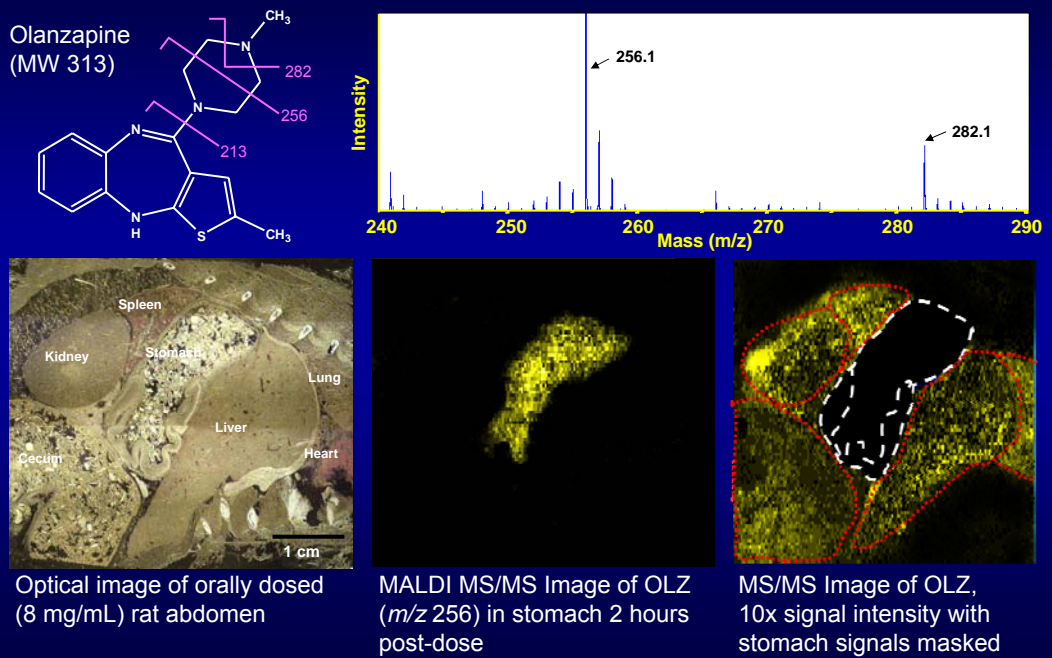 Olanzapine
(MW 313)
CH3
N
N
N
N
H
S
CH3
282
256
213
Intensity
256.1
282.1
240
250
260
270
280
290
Mass (m/z)
Spleen
Kidney
Stomach
Lung
Liver
Heart
Cecum
1 cm
Optical image of orally dosed
(8 mg/mL) rat abdomen
MALDI MS/MS Image of OLZ
(m/z 256) in stomach 2 hours
post-dose
MS/MS Image of OLZ,
10x signal intensity with
stomach signals masked